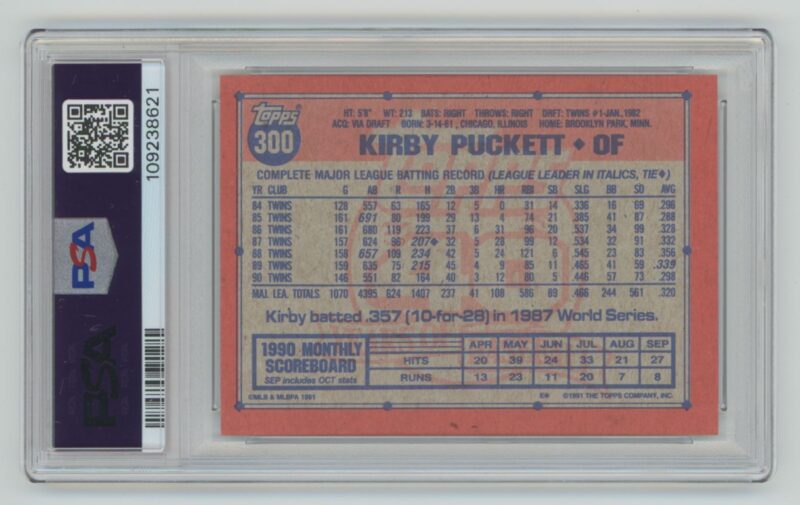 PSA
109238621
PSA
Topps
300
HT: 5'8" WT: 213 BATS: RIGHT THROWS: RIGHT DRFT: TWINS #1-JAN., 1982
ACQ: VIA DRAFT BORN: 3-14-61, CHICAGO, ILLINOIS HOME: BROOKLYN PARK, MINN.
KIRBY PUCKETT ♦ OF
COMPLETE MAJOR LEAGUE BATTING RECORD (LEAGUE LEADER IN ITALICS, TIE♦)
YR CLUB G AB R H 2B 3B HR RBI SB SLG BB SO AVG
84 TWINS 128 557 63 165 12 5 0 31 14 .336 16 69 .296
85 TWINS 161 691 80 199 29 13 4 74 21 .385 41 87 .288
86 TWINS 161 680 119 223 37 6 31 96 20 .537 34 99 .328
87 TWINS 157 624 96 207♦ 32 5 28 99 12 .534 32 91 .332
88 TWINS 158 657 109 234 42 5 24 121 6 .545 23 83 .356
89 TWINS 159 635 75 215 45 4 9 85 11 .465 41 59 .339
90 TWINS 146 551 82 164 40 3 12 80 5 .446 57 73 .298
MAJ. LEA. TOTALS 1070 4395 624 1407 237 41 108 586 89 .466 244 561 .320
Kirby batted .357 (10-for-28) in 1987 World Series.
1990 MONTHLY SCOREBOARD
SEP includes OCT stats
APR MAY JUN JUL AUG SEP
HITS 20 39 24 33 21 27
RUNS 13 23 11 20 7 8
©MLB & MLBPA 1991 E* ©1991 THE TOPPS COMPANY, INC.